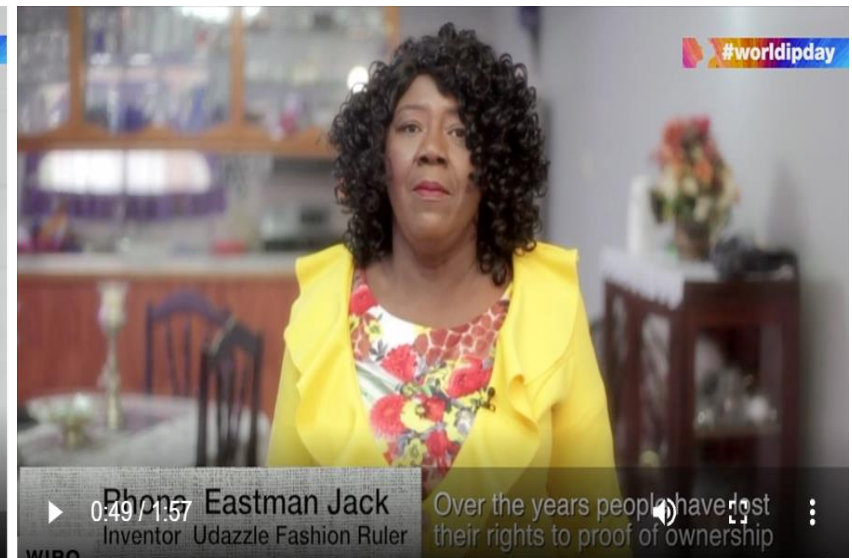 #worldipday
Eastman Jack
0:49 / 1:57
Inventor Udazzle Fashion Ruler
WIPO
Over the years people have lost
their rights to proof of ownership